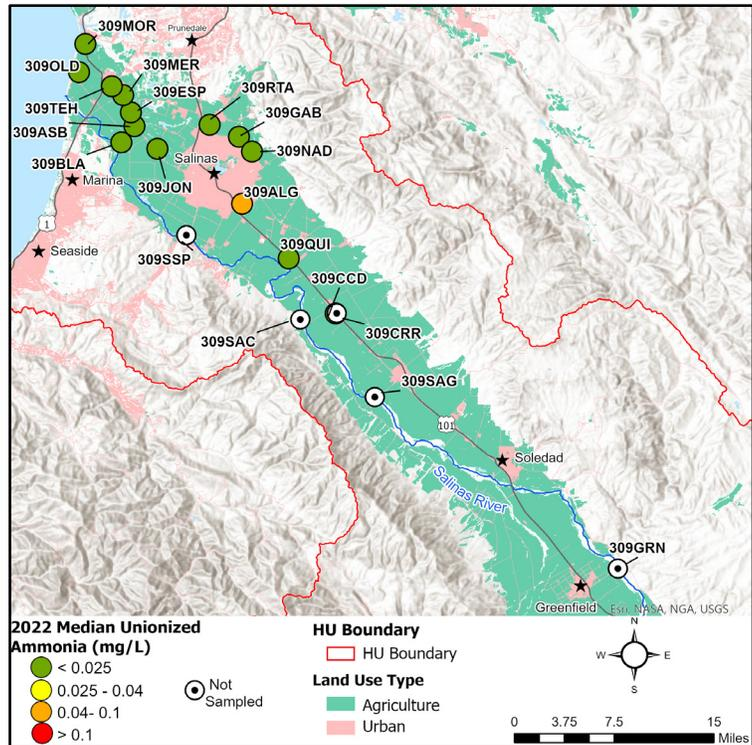 309MOR
Prunedale
309OLD
309MER
309ESP
309RTA
309TEH
309GAB
309ASB
309NAD
309BLA
Salinas
Marina
309JON
309ALG
1
Seaside
309SSP
309QUI
309CCD
309SAC
309CRR
309SAG
101
Soledad
Salinas River
309GRN
Greenfield
Esri, NASA, NGA, USGS
2022 Median Unionized
Ammonia (mg/L)
< 0.025
0.025 - 0.04
0.04- 0.1
> 0.1
Not
Sampled
HU Boundary
HU Boundary
Land Use Type
Agriculture
Urban
N
W
E
S
0 3.75 7.5 15
Miles